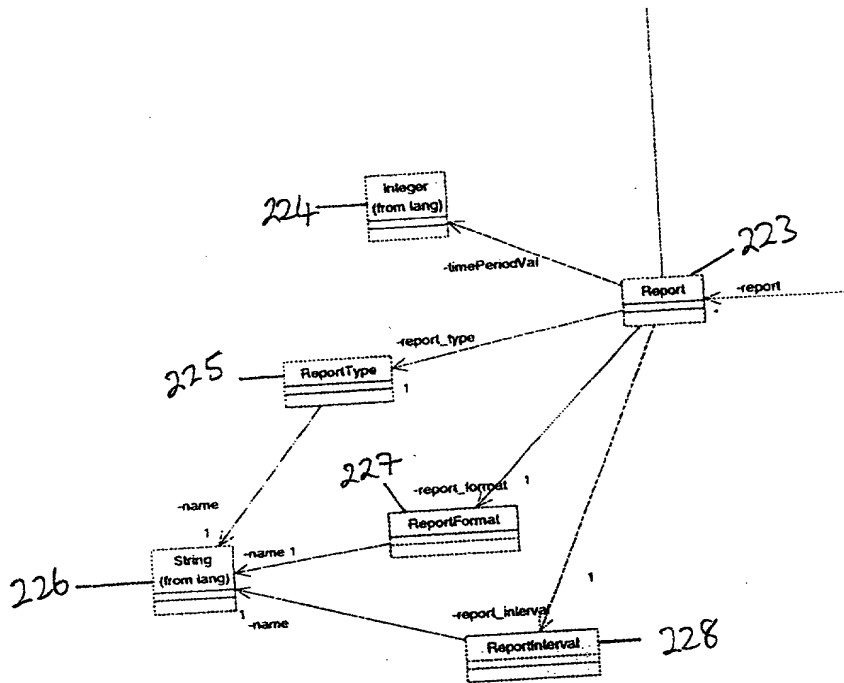 Integer
(from lang)
224
223
-timePeriodVal
Report
-report
-report_type
225
ReportType
1
227
-report_format 1
-name
1
ReportFormat
String
(from lang)
-name 1
226
1
-name
1
-report_interval
ReportInterval
228